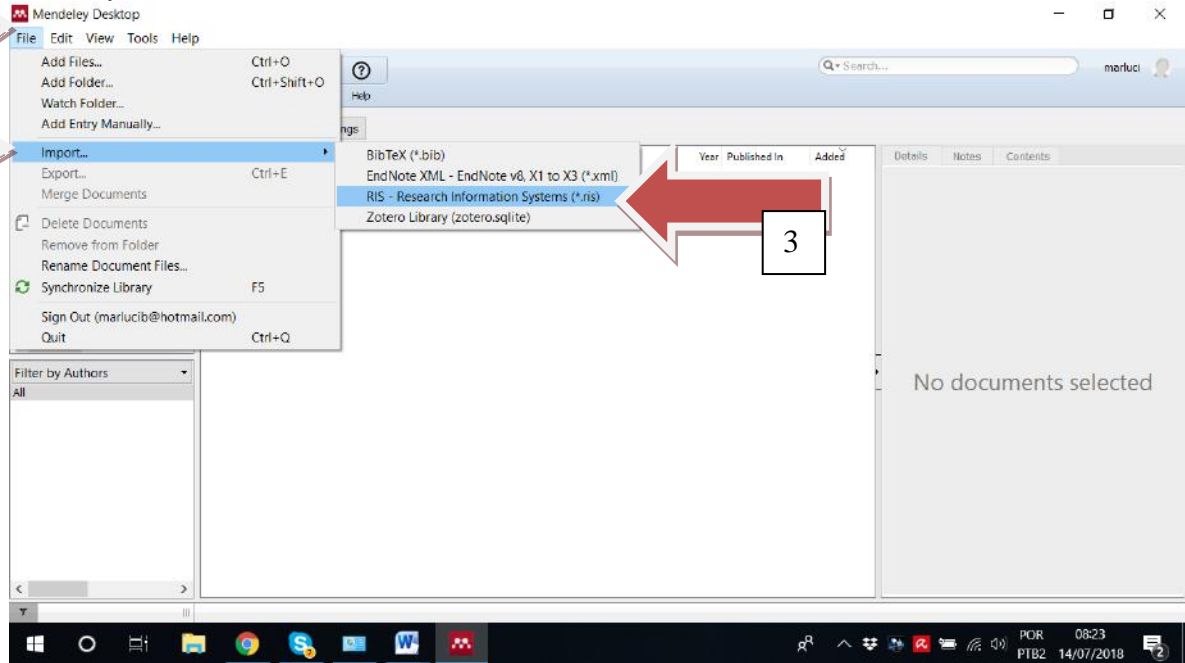 Mendeley Desktop
File Edit View Tools Help
Add Files... Ctrl+O
Add Folder... Ctrl+Shift+O
Watch Folder...
Add Entry Manually...
Import...
Export... Ctrl+E
Merge Documents
Delete Documents
Remove from Folder
Rename Document Files...
Synchronize Library F5
Sign Out (marlucib@hotmail.com)
Quit Ctrl+Q
BibTeX (*.bib)
EndNote XML - EndNote v8, X1 to X3 (*.xml)
RIS - Research Information Systems (*.ris)
Zotero Library (zotero.sqlite)
Help
Search...
marluci
ngs
Year Published In Added
Details Notes Contents
3
No documents selected
Filter by Authors
All
POR 08:23
PTB2 14/07/2018
2